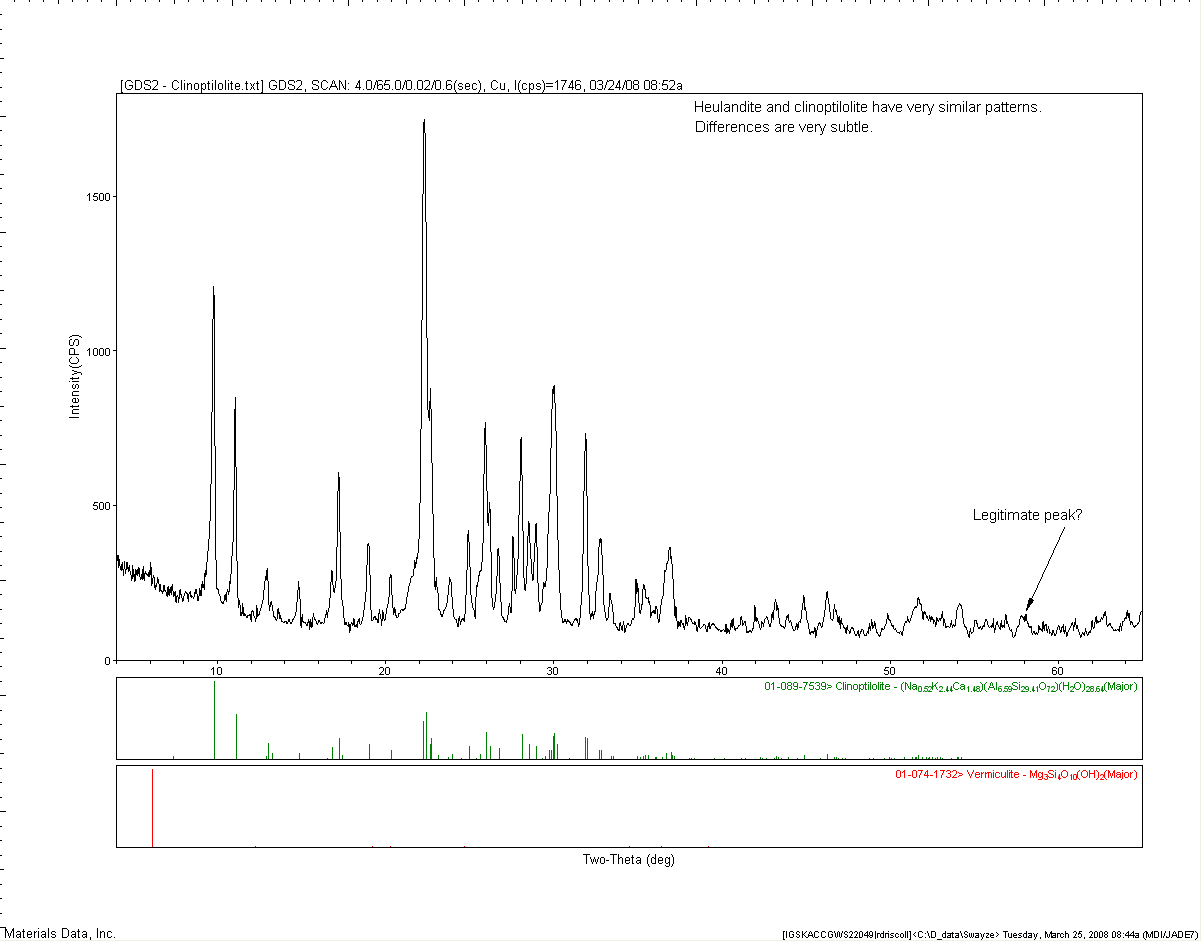 [GDS2 - Clinoptilolite.txt] GDS2, SCAN: 4.0/65.0/0.02/0.6(sec), Cu, I(cps)=1746, 03/24/08 08:52a
Heulandite and clinoptilolite have very similar patterns.
Differences are very subtle.
1500
Intensity(CPS)
1000
500
Legitimate peak?
0
10 20 30 40 50 60
01-089-7539> Clinoptilolite - (Na0.52K2.44Ca1.48)(Al6.59Si29.41O72)(H2O)28.64(Major)
01-074-1732> Vermiculite - Mg3Si4O10(OH)2(Major)
Two-Theta (deg)
Materials Data, Inc.
[IGSKACCGWS22049|rdriscoll]<C:\D_data\Swayze> Tuesday, March 25, 2008 08:44a (MDI/JADE7)